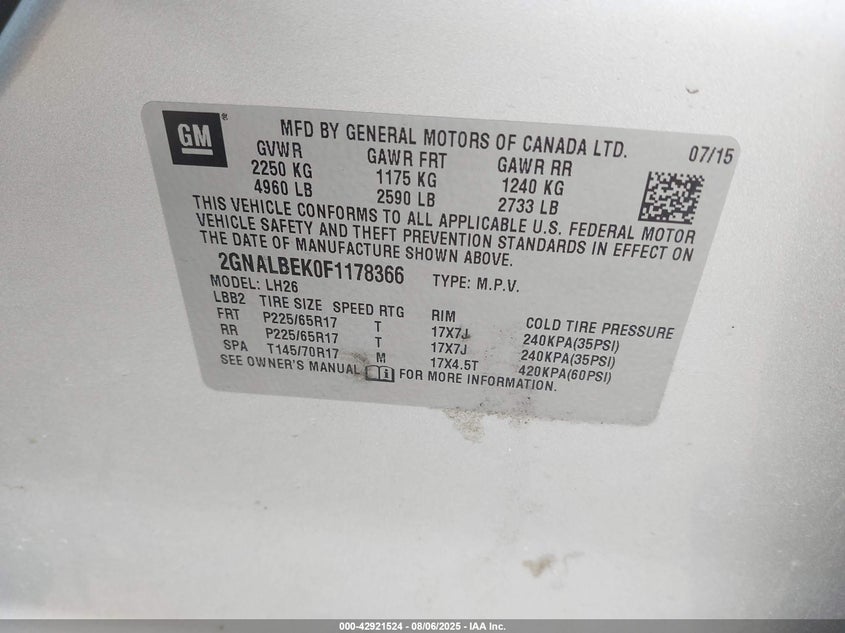 GM ®
MFD BY GENERAL MOTORS OF CANADA LTD. 07/15
GVWR GAWR FRT GAWR RR
2250 KG 1175 KG 1240 KG
4960 LB 2590 LB 2733 LB
THIS VEHICLE CONFORMS TO ALL APPLICABLE U.S. FEDERAL MOTOR
VEHICLE SAFETY AND THEFT PREVENTION STANDARDS IN EFFECT ON
THE DATE OF MANUFACTURE SHOWN ABOVE.
2GNALBEK0F1178366 TYPE: M.P.V.
MODEL: LH26
LBB2 TIRE SIZE SPEED RTG RIM COLD TIRE PRESSURE
FRT P225/65R17 T 17X7J 240KPA(35PSI)
RR P225/65R17 T 17X7J 240KPA(35PSI)
SPA T145/70R17 M 17X4.5T 420KPA(60PSI)
SEE OWNER'S MANUAL FOR MORE INFORMATION.
000-42921524 - 08/06/2025 - IAA Inc.